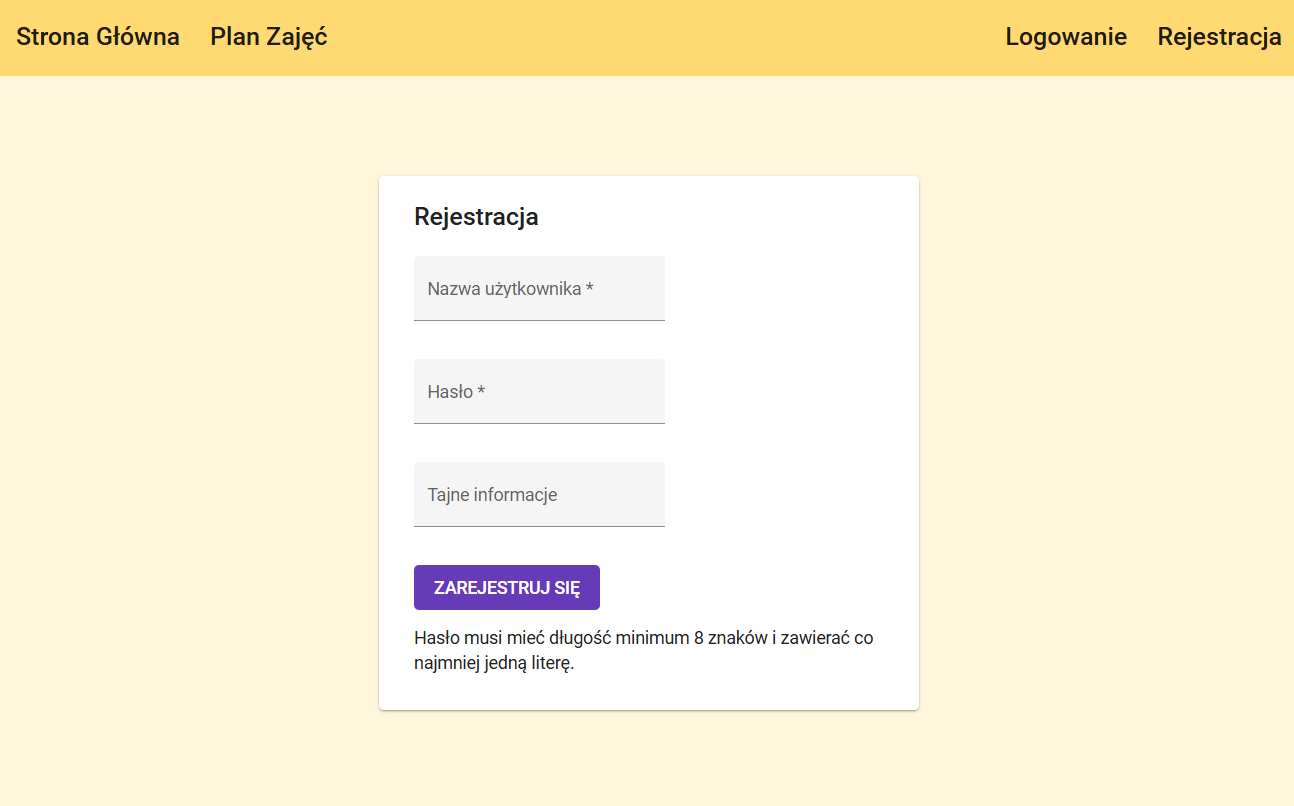 Strona Główna Plan Zajęć Logowanie Rejestracja
Rejestracja
Nazwa użytkownika *
Hasło *
Tajne informacje
ZAREJESTRUJ SIĘ
Hasło musi mieć długość minimum 8 znaków i zawierać co
najmniej jedną literę.